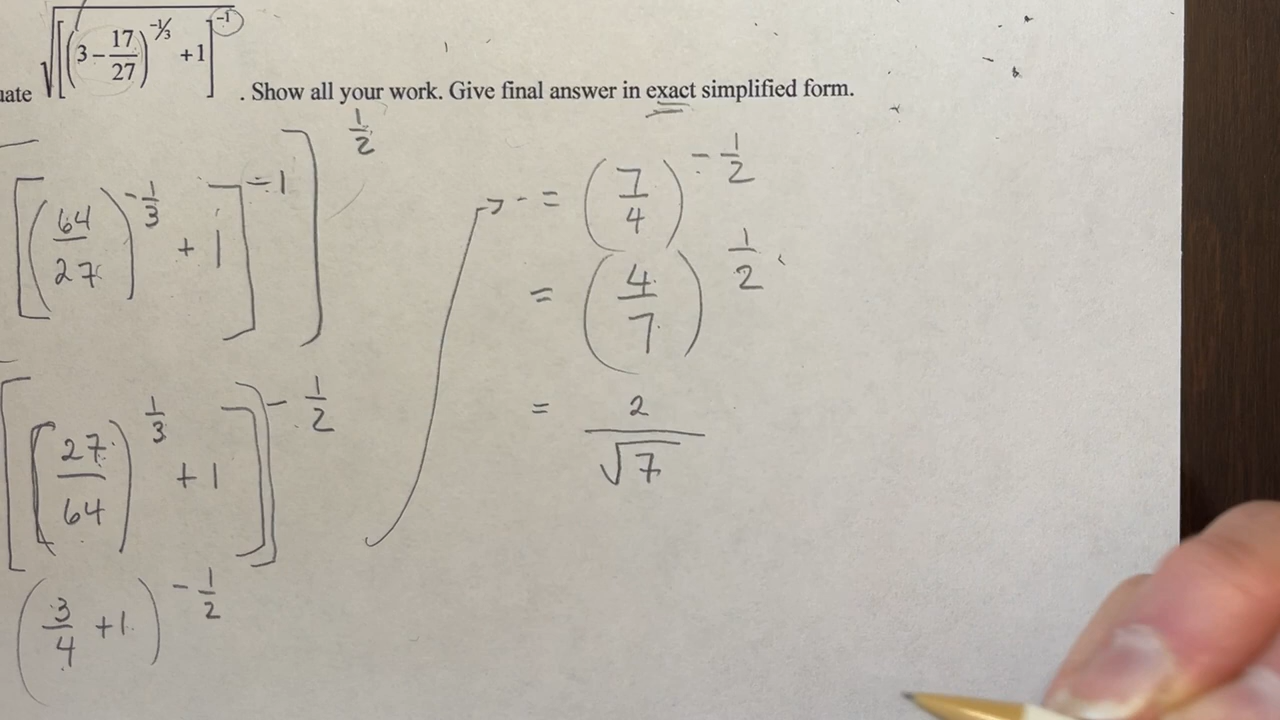 uate √[(3 − 17/27)^(−1/3) + 1]^(−1) . Show all your work. Give final answer in exact simplified form.
[(64/27)^(−1/3) + 1]^(−1)]^(1/2)
[(27/64)^(1/3) + 1]^(−1/2)
(3/4 + 1)^(−1/2)
= (7/4)^(−1/2)
= (4/7)^(1/2)
= 2/√7